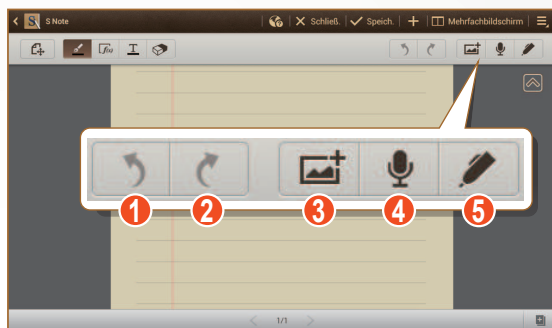 S Note
Schließ.
Speich.
Mehrfachbildschirm
T
1
2
3
4
5
1/1